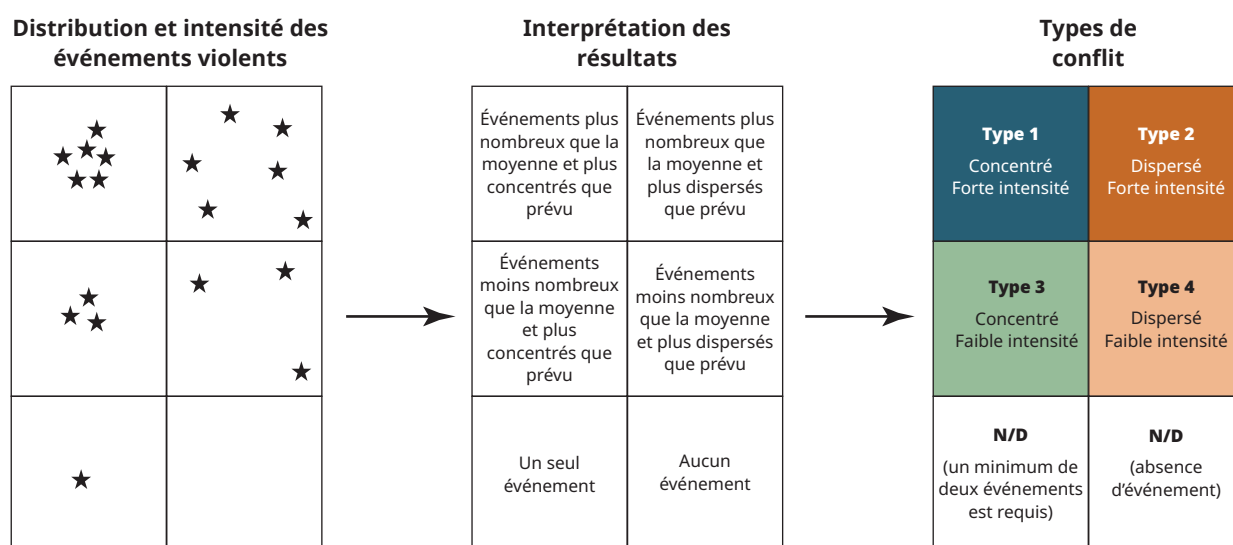 Distribution et intensité des
événements violents
Interprétation des
résultats
Types de
conflit
Événements plus
nombreux que la
moyenne et plus
concentrés que
prévu
Événements plus
nombreux que
la moyenne et
plus dispersés
que prévu
Type 1
Concentré
Forte intensité
Type 2
Dispersé
Forte intensité
Événements
moins nombreux
que la moyenne
et plus
concentrés que
prévu
Événements
moins nombreux
que la moyenne
et plus dispersés
que prévu
Type 3
Concentré
Faible intensité
Type 4
Dispersé
Faible intensité
Un seul
événement
Aucun
événement
N/D
(un minimum de
deux événements
est requis)
N/D
(absence
d’événement)